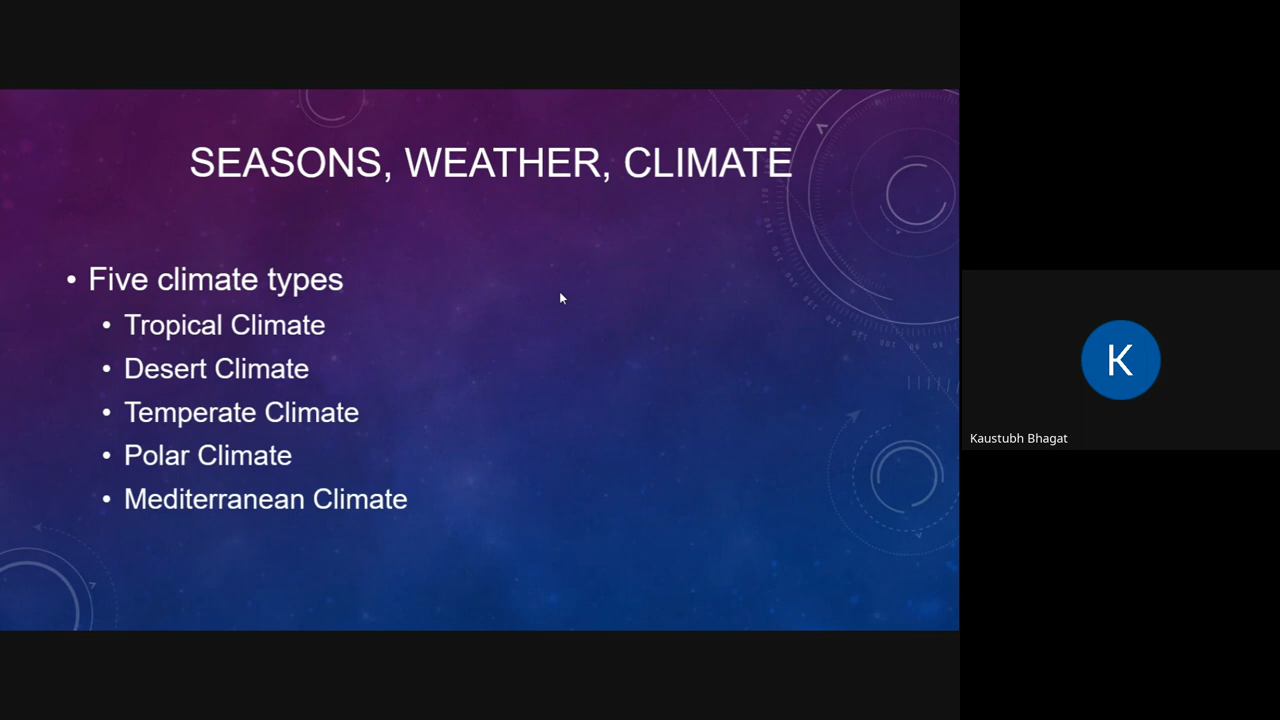 SEASONS, WEATHER, CLIMATE
• Five climate types
• Tropical Climate
• Desert Climate
• Temperate Climate
• Polar Climate
• Mediterranean Climate
K
Kaustubh Bhagat